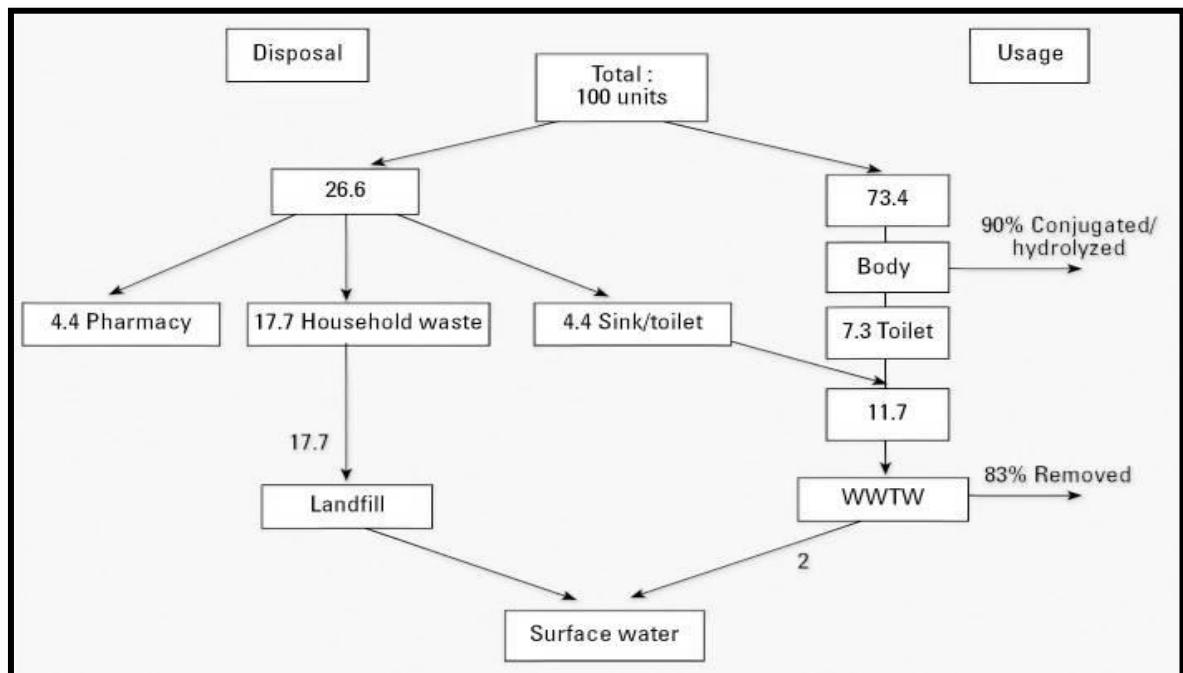 Disposal
Total :
100 units
Usage
26.6
73.4
90% Conjugated/
hydrolyzed
Body
4.4 Pharmacy
17.7 Household waste
4.4 Sink/toilet
7.3 Toilet
11.7
17.7
83% Removed
Landfill
WWTW
2
Surface water